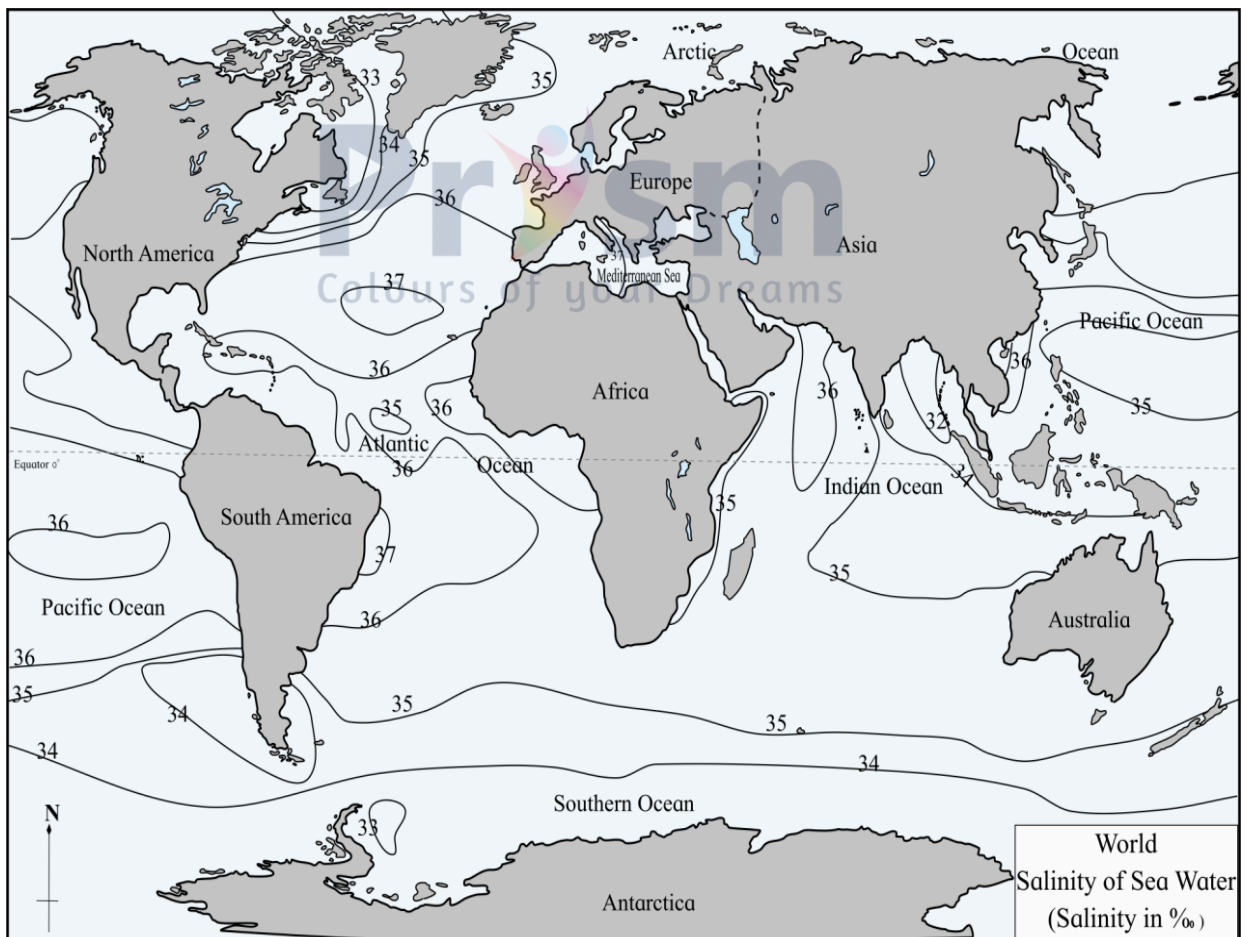 Arctic
Ocean
33
35
34
35
36
Prism
Colours of your Dreams
Europe
Asia
North America
37
Mediterranean Sea
37
Pacific Ocean
36
36
Africa
36
36
35
35
32
Atlantic
Ocean
36
Equator 0°
34
Indian Ocean
35
South America
36
37
35
Pacific Ocean
36
Australia
36
35
34
35
35
34
34
Southern Ocean
33
N
Antarctica
World
Salinity of Sea Water
(Salinity in ‰)